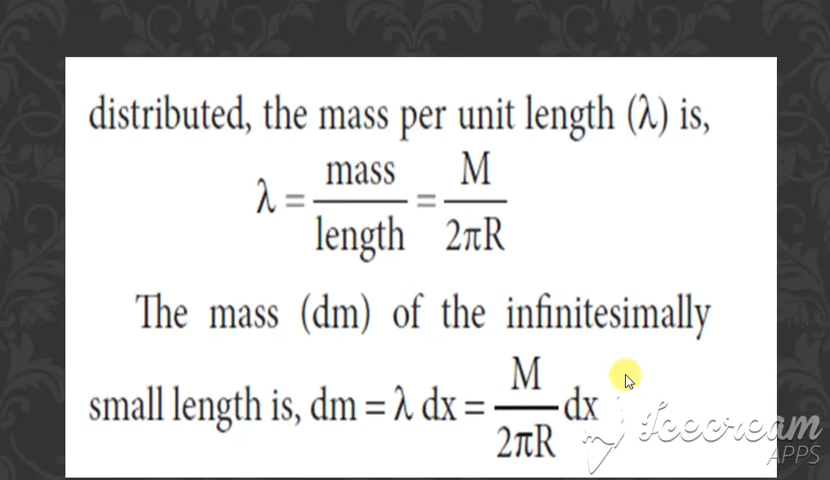 distributed, the mass per unit length (λ) is,
λ = mass/length = M/2πR
The mass (dm) of the infinitesimally
small length is, dm = λ dx = M/2πR dx
Icecream
APPS